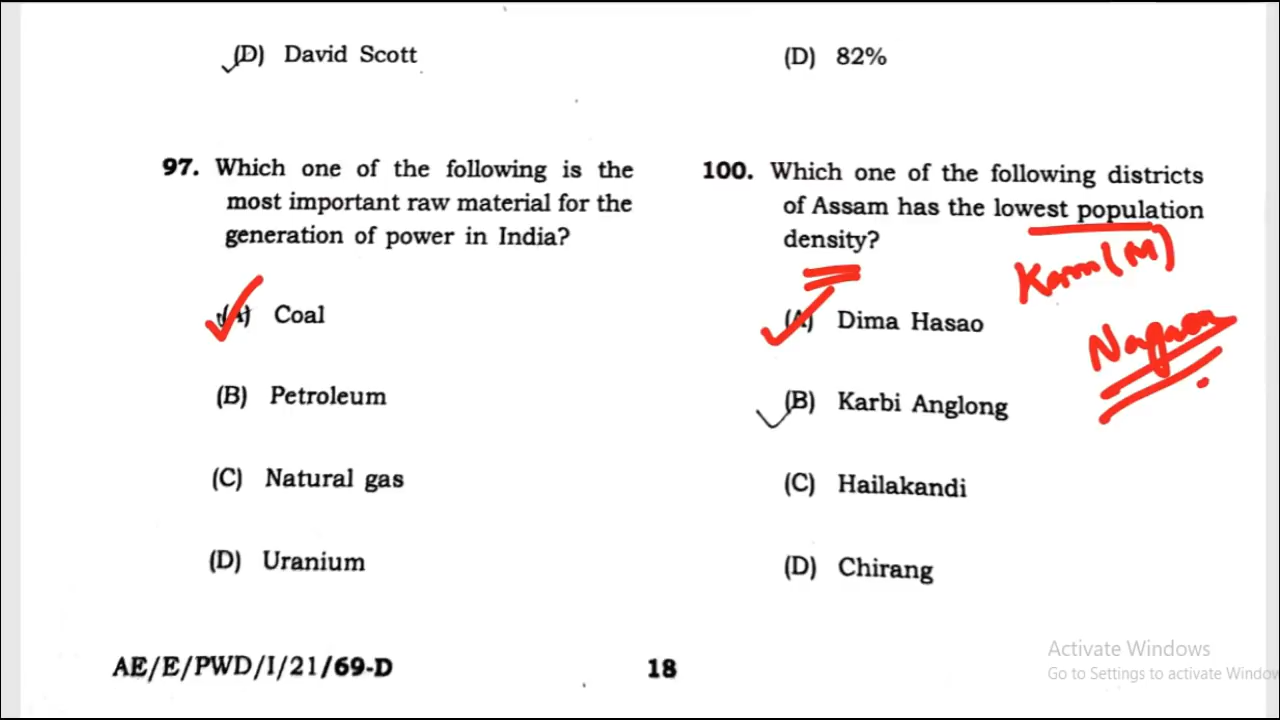 (D) David Scott
97. Which one of the following is the
most important raw material for the
generation of power in India?
(A) Coal
(B) Petroleum
(C) Natural gas
(D) Uranium
AE/E/PWD/I/21/69-D
18
(D) 82%
100. Which one of the following districts
of Assam has the lowest population
density?
Kam(M)
Nagaon
(A) Dima Hasao
(B) Karbi Anglong
(C) Hailakandi
(D) Chirang
Activate Windows
Go to Settings to activate Window